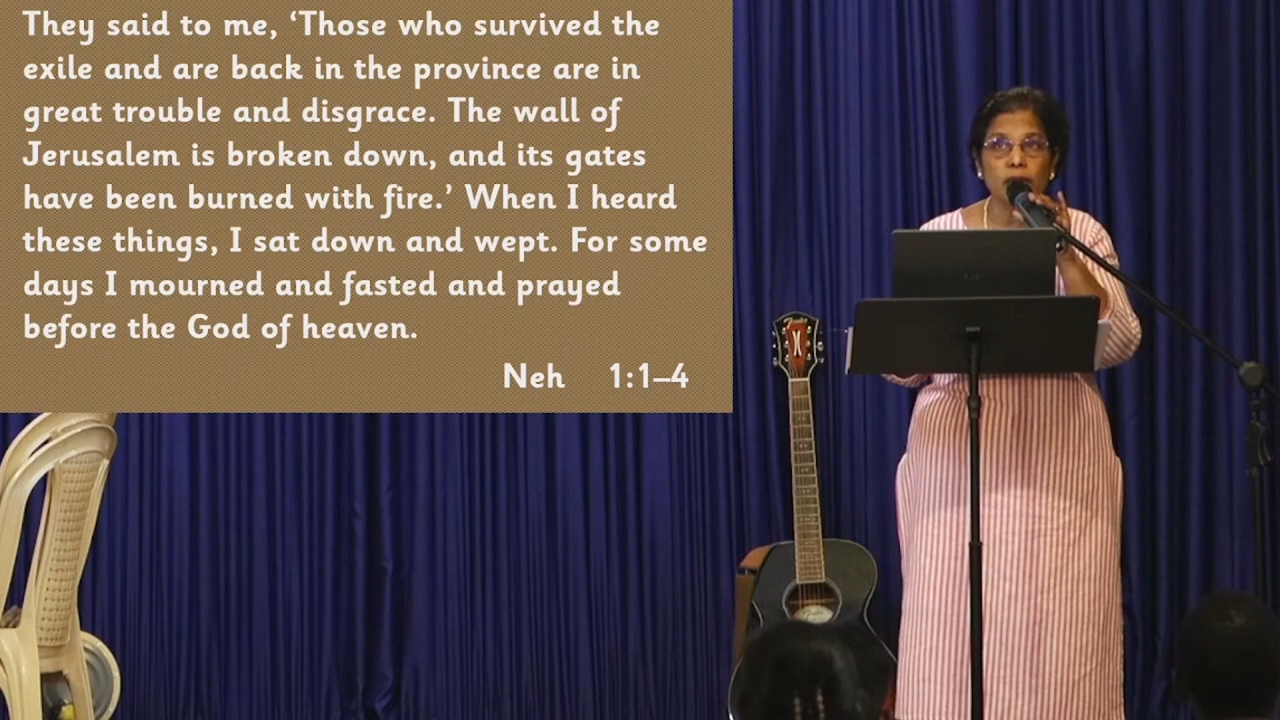 They said to me, ‘Those who survived the
exile and are back in the province are in
great trouble and disgrace. The wall of
Jerusalem is broken down, and its gates
have been burned with fire.’ When I heard
these things, I sat down and wept. For some
days I mourned and fasted and prayed
before the God of heaven.
Neh 1:1–4
Fender